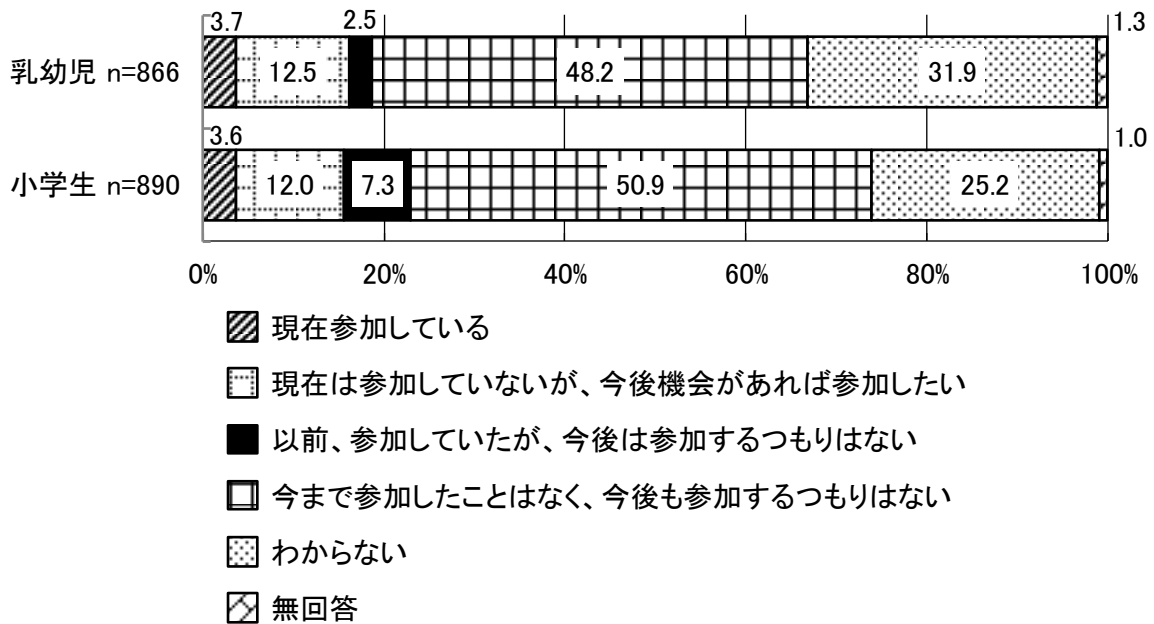 3.7 2.5 1.3
乳幼児 n=866 12.5 48.2 31.9
3.6 1.0
小学生 n=890 12.0 7.3 50.9 25.2
0% 20% 40% 60% 80% 100%
現在参加している
現在は参加していないが、今後機会があれば参加したい
以前、参加していたが、今後は参加するつもりはない
今まで参加したことはなく、今後も参加するつもりはない
わからない
無回答